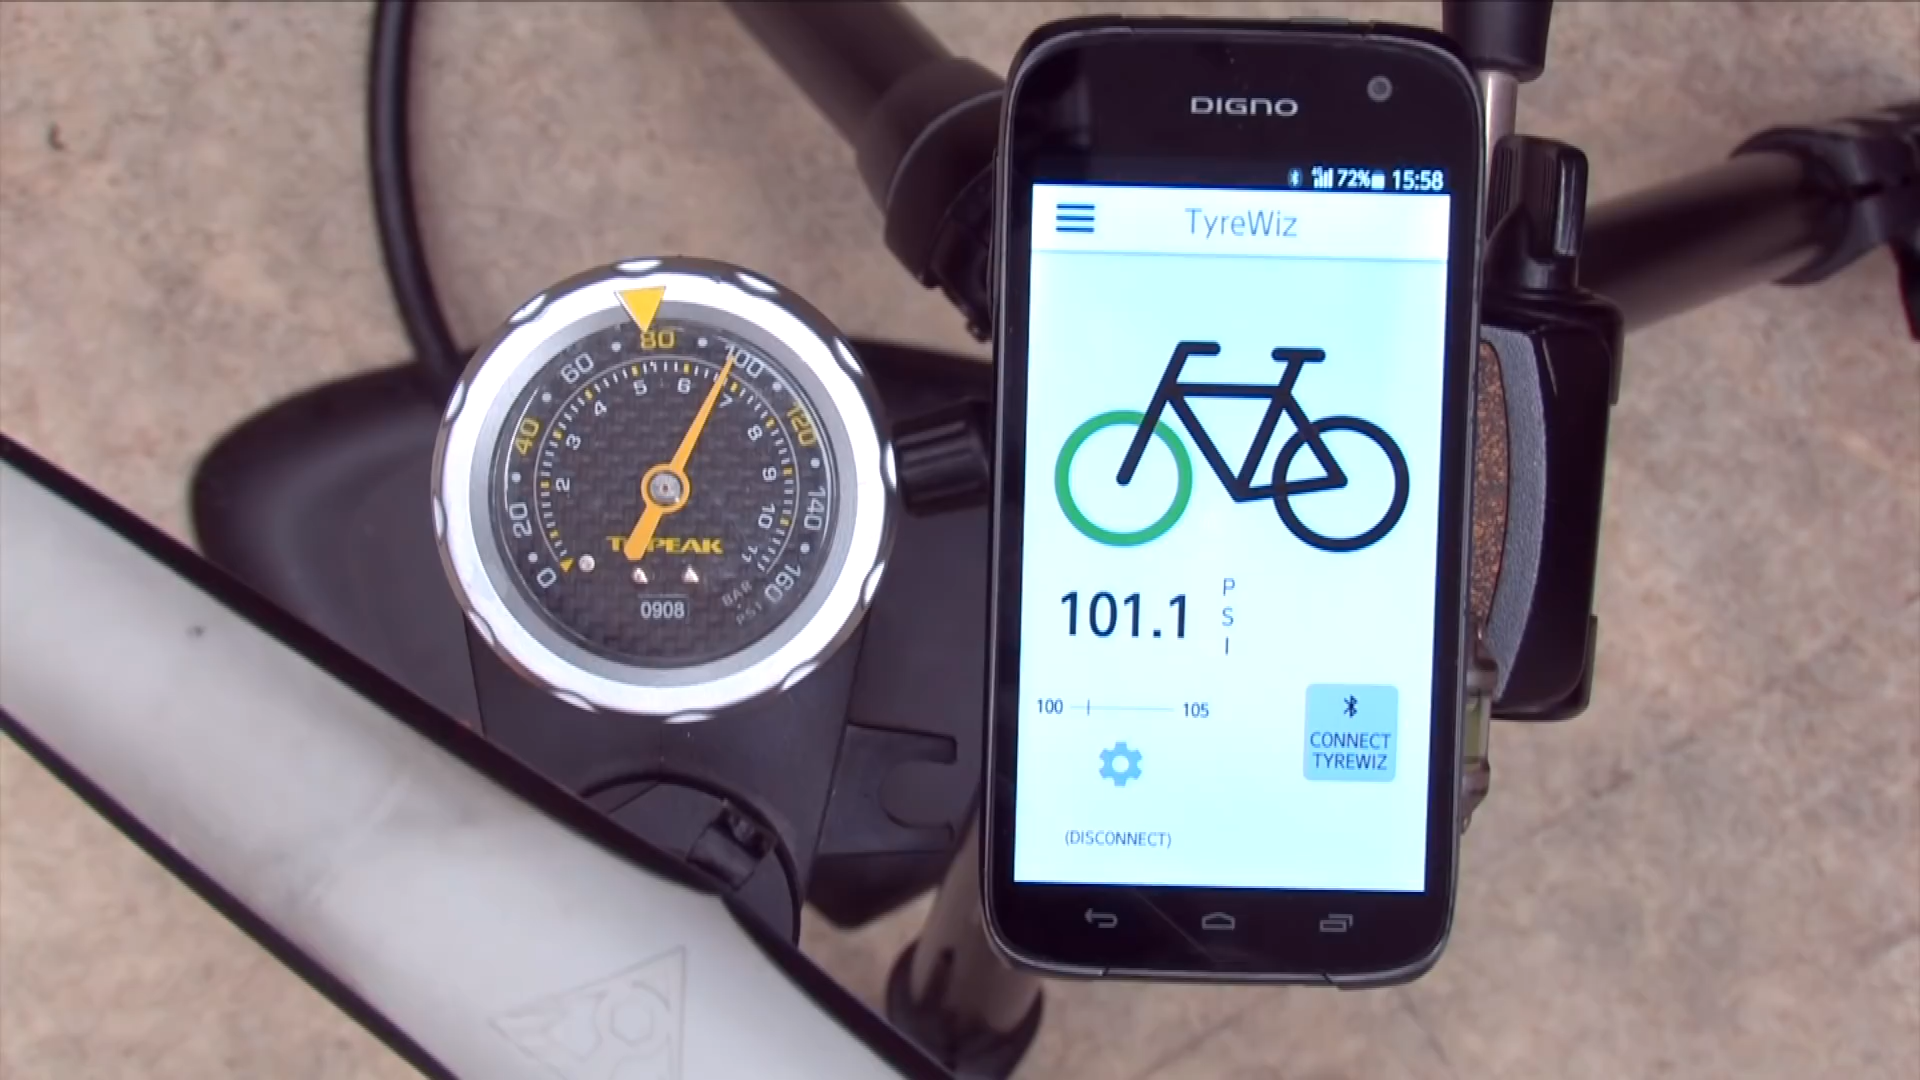 DIGNO
72% 15:58
TyreWiz
101.1 PSI
100 105
CONNECT
TYREWIZ
(DISCONNECT)
0 20 40 60 80 100 120 140 160
2 3 4 5 6 7 8 9 10 11
TOPEAK
BAR
PSI
0908